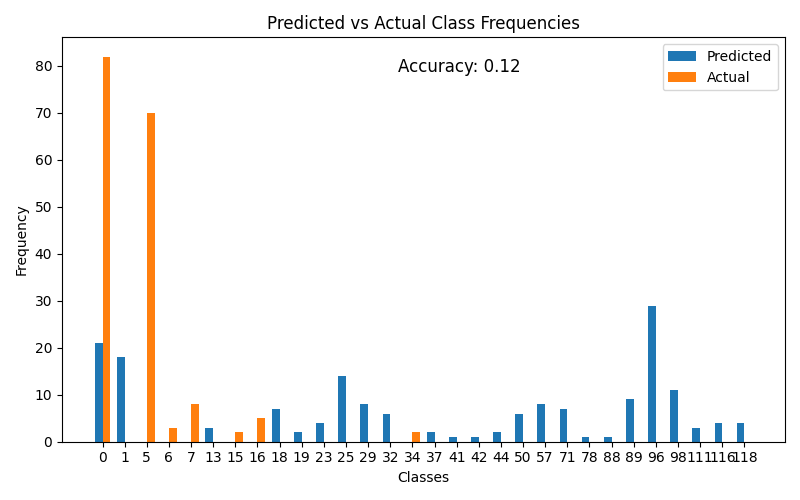 Predicted vs Actual Class Frequencies
Accuracy: 0.12
Predicted
Actual
80
70
60
50
40
30
20
10
0
Frequency
0 1 5 6 7 13 15 16 18 19 23 25 29 32 34 37 41 42 44 50 57 71 78 88 89 96 98 111 116 118
Classes